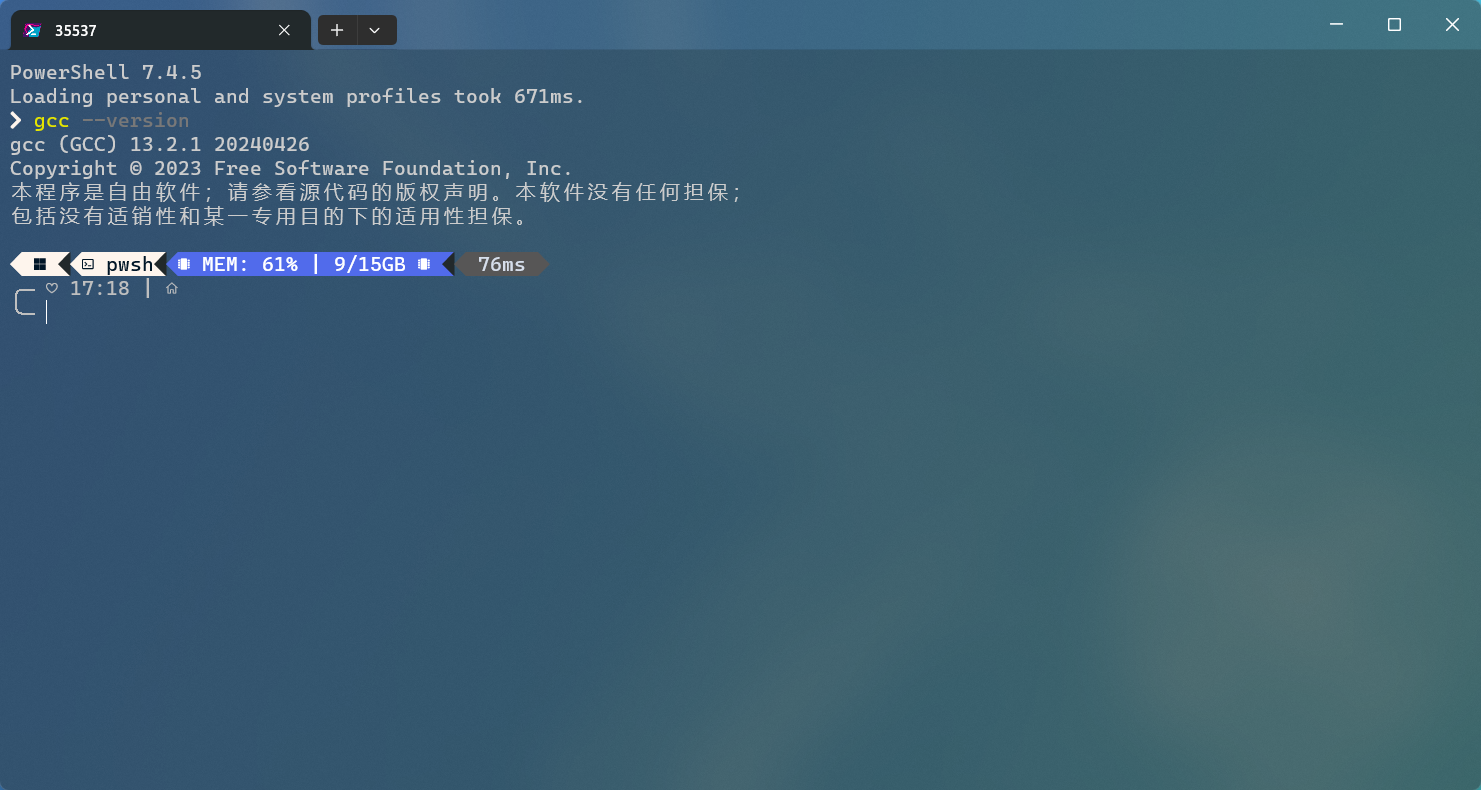 35537
PowerShell 7.4.5
Loading personal and system profiles took 671ms.
❯ gcc --version
gcc (GCC) 13.2.1 20240426
Copyright © 2023 Free Software Foundation, Inc.
本程序是自由软件；请参看源代码的版权声明。本软件没有任何担保；
包括没有适销性和某一专用目的下的适用性担保。
pwsh MEM: 61% | 9/15GB 76ms
♡ 17:18 |